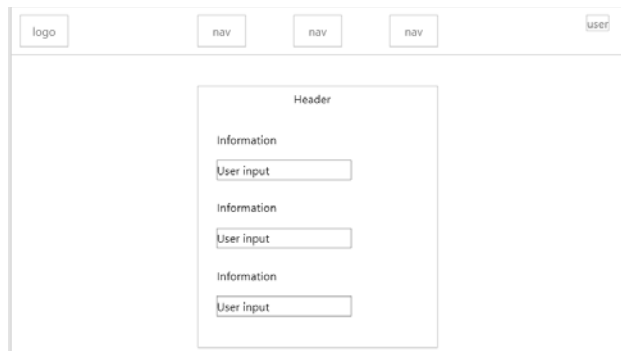 logo nav nav nav user
Header
Information
User input
Information
User input
Information
User input